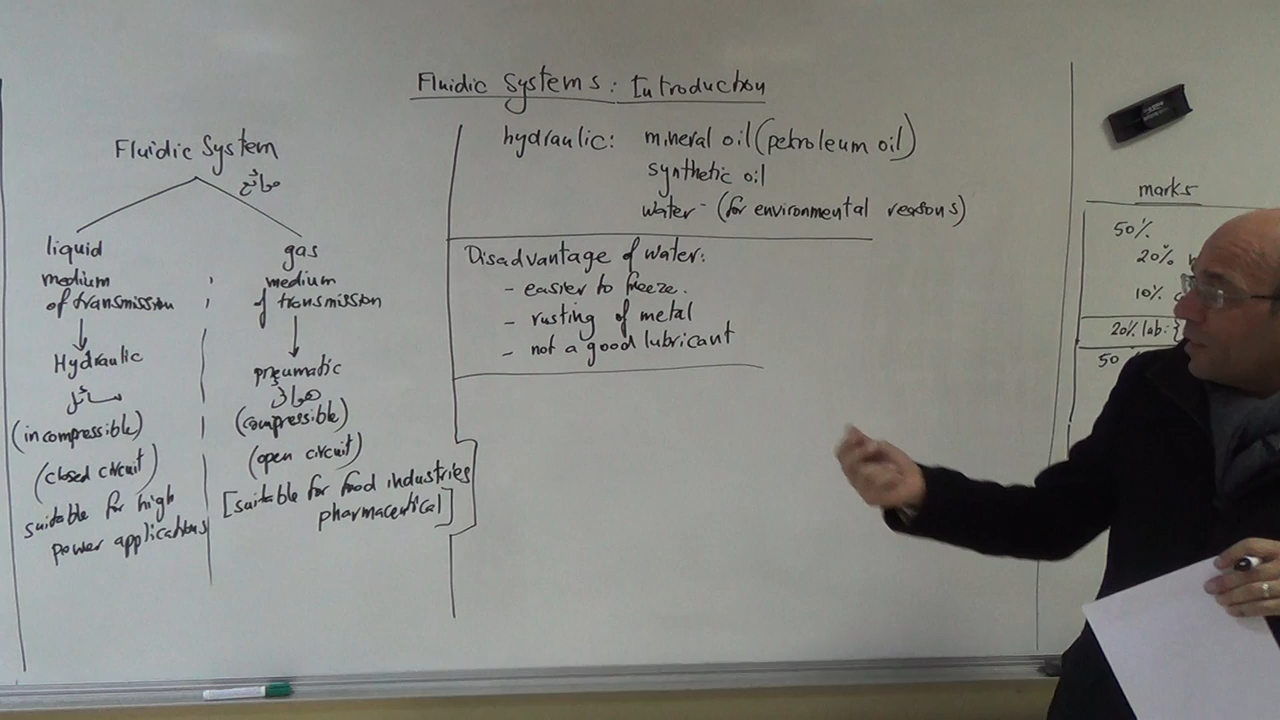 Fluidic Systems: Introduction
Fluidic System
موائع
liquid
medium
of transmission
Hydraulic
سائل
(incompressible)
(closed circuit)
suitable for high
power applications
gas
medium
of transmission
pneumatic
هوائي
(compressible)
(open circuit)
[suitable for food industries
pharmaceutical]
hydraulic: mineral oil (petroleum oil)
synthetic oil
water - (for environmental reasons)
Disadvantage of water:
- easier to freeze.
- rusting of metal
- not a good lubricant
marks
50%
20%
10%
20% lab:
50